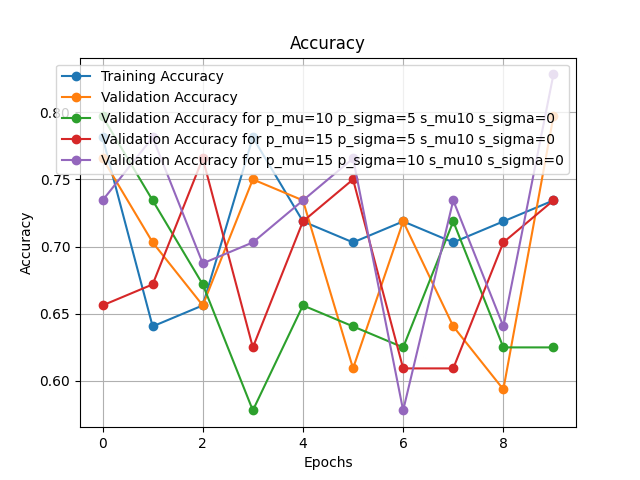 Accuracy
Training Accuracy
Validation Accuracy
Validation Accuracy for p_mu=10 p_sigma=5 s_mu10 s_sigma=0
Validation Accuracy for p_mu=15 p_sigma=5 s_mu10 s_sigma=0
Validation Accuracy for p_mu=15 p_sigma=10 s_mu10 s_sigma=0
0.80
0.75
0.70
0.65
0.60
Accuracy
0 2 4 6 8
Epochs